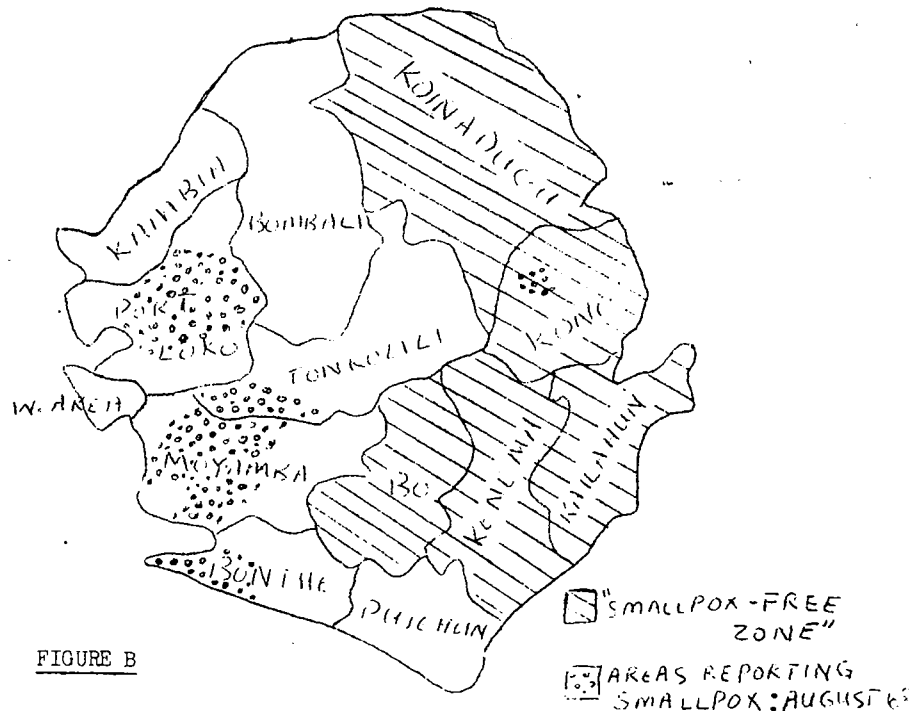 KOINADUGU
KAMBIA
BOMBALI
PORT
LOKO
KONO
TONKOLILI
W. AREA
MOYAMBA
BO
KENEMA
KAILAHUN
BONTHE
PUJEHUN
"SMALLPOX-FREE
ZONE"
AREAS REPORTING
SMALLPOX: AUGUST
FIGURE B